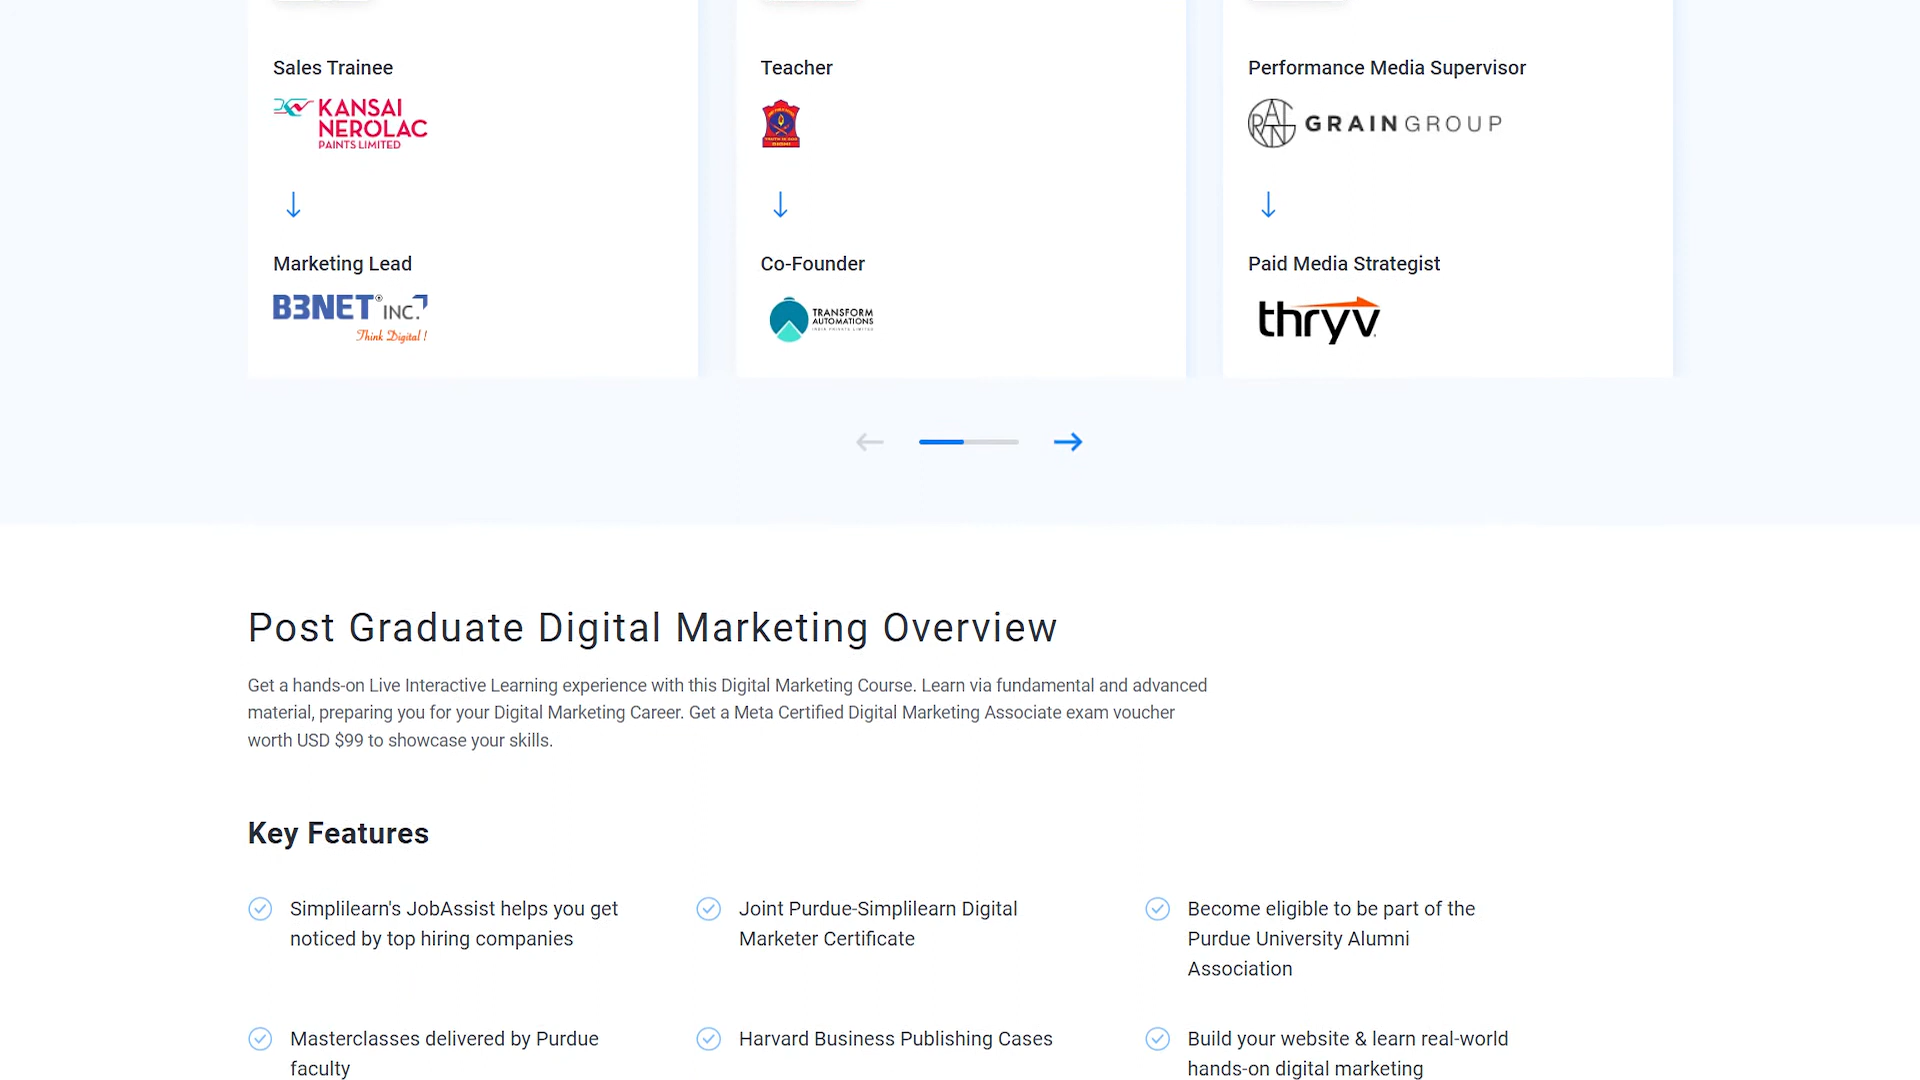 Sales Trainee
KANSAI
NEROLAC
PAINTS LIMITED
Marketing Lead
B3NET® INC.
Think Digital !
Teacher
Co-Founder
TRANSFORM
AUTOMATIONS
INDIA PRIVATE LIMITED
Performance Media Supervisor
GRAIN GROUP
Paid Media Strategist
thryv
Post Graduate Digital Marketing Overview
Get a hands-on Live Interactive Learning experience with this Digital Marketing Course. Learn via fundamental and advanced
material, preparing you for your Digital Marketing Career. Get a Meta Certified Digital Marketing Associate exam voucher
worth USD $99 to showcase your skills.
Key Features
Simplilearn's JobAssist helps you get
noticed by top hiring companies
Joint Purdue-Simplilearn Digital
Marketer Certificate
Become eligible to be part of the
Purdue University Alumni
Association
Masterclasses delivered by Purdue
faculty
Harvard Business Publishing Cases
Build your website & learn real-world
hands-on digital marketing